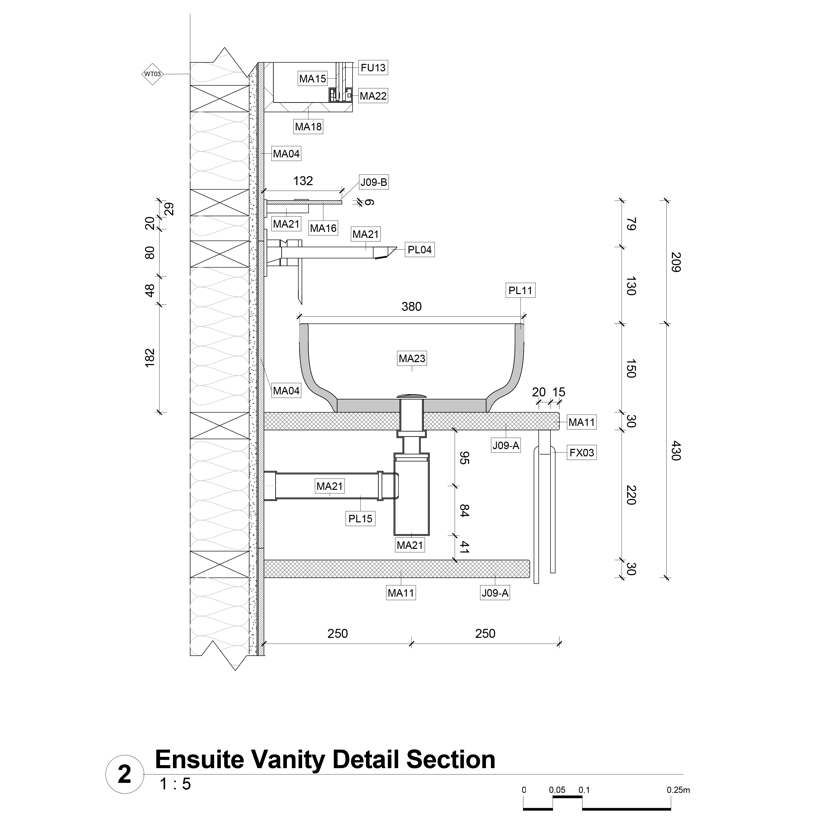 FU13
WT03
MA15
MA22
MA18
MA04
132
J09-B
9
29
20
MA21
MA16
79
MA21
PL04
80
209
130
48
PL11
380
182
MA23
150
MA04
20 15
MA11
30
J09-A
FX03
95
430
MA21
220
84
PL15
MA21
41
30
MA11
J09-A
250
250
2
Ensuite Vanity Detail Section
1 : 5
0 0.05 0.1 0.25m